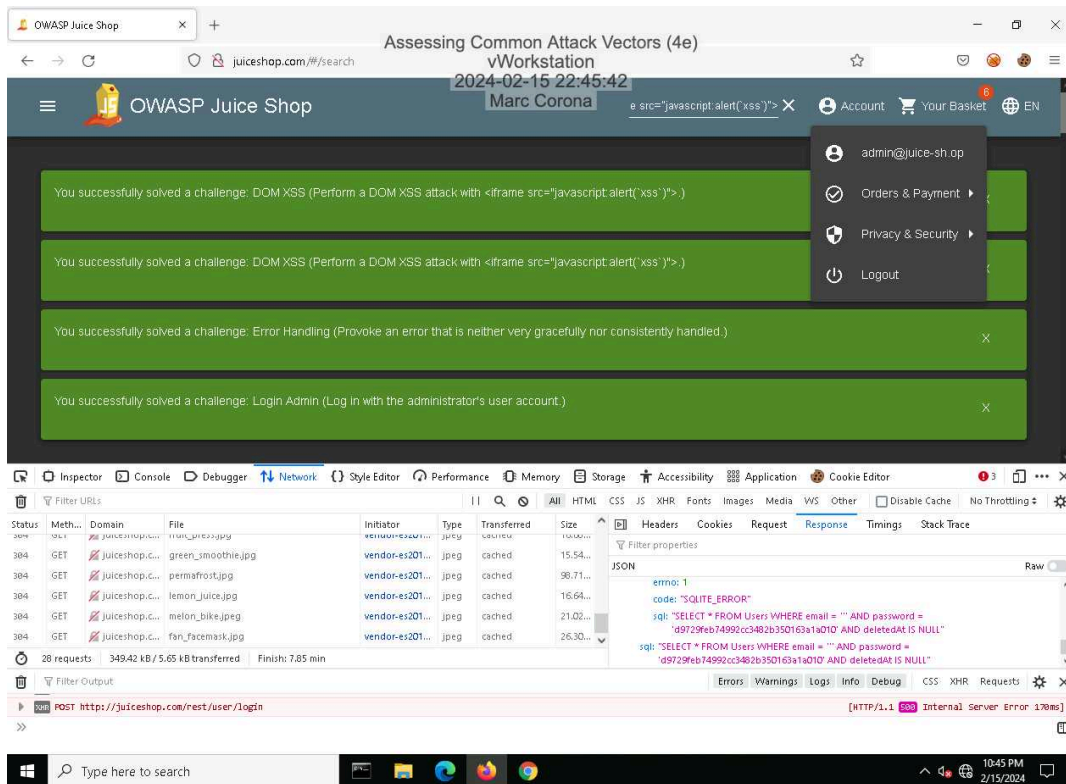 OWASP Juice Shop
Assessing Common Attack Vectors (4e)
vWorkstation
2024-02-15 22:45:42
Marc Corona
juiceshop.com/#/search
OWASP Juice Shop
e src="javascript:alert(`xss`)"> X
Account
Your Basket
6
EN
admin@juice-sh.op
Orders & Payment
Privacy & Security
Logout
You successfully solved a challenge: DOM XSS (Perform a DOM XSS attack with <iframe src="javascript:alert(`xss`)">.)
You successfully solved a challenge: DOM XSS (Perform a DOM XSS attack with <iframe src="javascript:alert(`xss`)">.)
You successfully solved a challenge: Error Handling (Provoke an error that is neither very gracefully nor consistently handled.)
X
You successfully solved a challenge: Login Admin (Log in with the administrator's user account.)
X
Inspector Console Debugger Network {} Style Editor Performance Memory Storage Accessibility Application Cookie Editor 3
Filter URLs
All HTML CSS JS XHR Fonts Images Media WS Other Disable Cache No Throttling
Status Meth... Domain File Initiator Type Transferred Size
304 GET juiceshop.c... fruit_press.jpg vendor-es201... jpeg cached
304 GET juiceshop.c... green_smoothie.jpg vendor-es201... jpeg cached 15.54...
304 GET juiceshop.c... permafrost.jpg vendor-es201... jpeg cached 98.71...
304 GET juiceshop.c... lemon_juice.jpg vendor-es201... jpeg cached 16.64...
304 GET juiceshop.c... melon_bike.jpeg vendor-es201... jpeg cached 21.02...
304 GET juiceshop.c... fan_facemask.jpg vendor-es201... jpeg cached 26.30...
28 requests 349.42 kB / 5.65 kB transferred Finish: 7.85 min
Headers Cookies Request Response Timings Stack Trace
Filter properties
JSON Raw
errno: 1
code: "SQLITE_ERROR"
sql: "SELECT * FROM Users WHERE email = ''' AND password =
'd9729feb74992cc3482b350163a1a010' AND deletedAt IS NULL"
sql: "SELECT * FROM Users WHERE email = ''' AND password =
'd9729feb74992cc3482b350163a1a010' AND deletedAt IS NULL"
Filter Output
Errors Warnings Logs Info Debug CSS XHR Requests
XHR POST http://juiceshop.com/rest/user/login [HTTP/1.1 500 Internal Server Error 170ms]
Type here to search
10:45 PM
2/15/2024